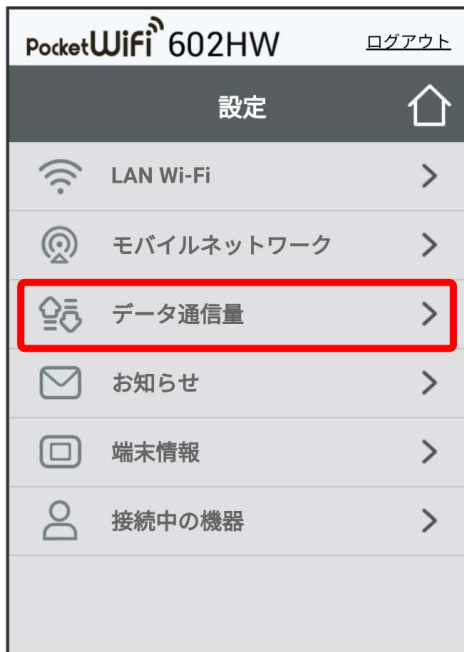 PocketWiFi 602HW
ログアウト
設定
LAN Wi-Fi
モバイルネットワーク
データ通信量
お知らせ
端末情報
接続中の機器